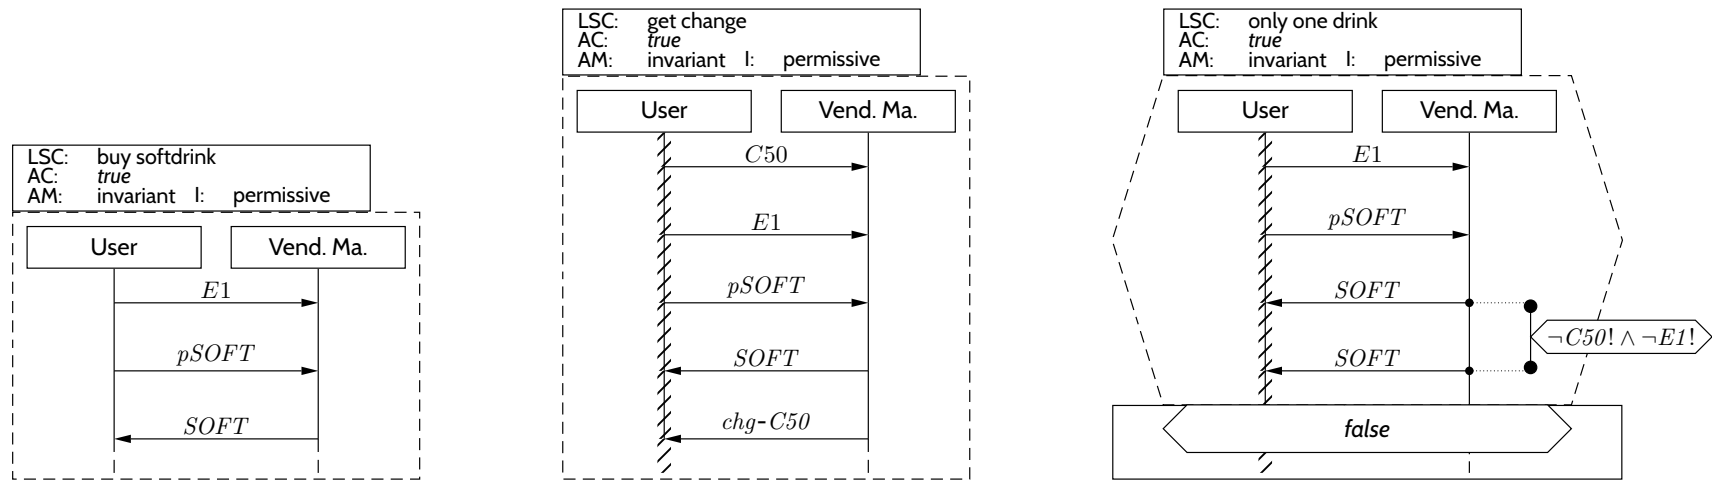 LSC: buy softdrink
AC: true
AM: invariant I: permissive
User
Vend. Ma.
E1
pSOFT
SOFT
LSC: get change
AC: true
AM: invariant I: permissive
User
Vend. Ma.
C50
E1
pSOFT
SOFT
chg-C50
LSC: only one drink
AC: true
AM: invariant I: permissive
User
Vend. Ma.
E1
pSOFT
SOFT
¬C50! ∧ ¬E1!
SOFT
false